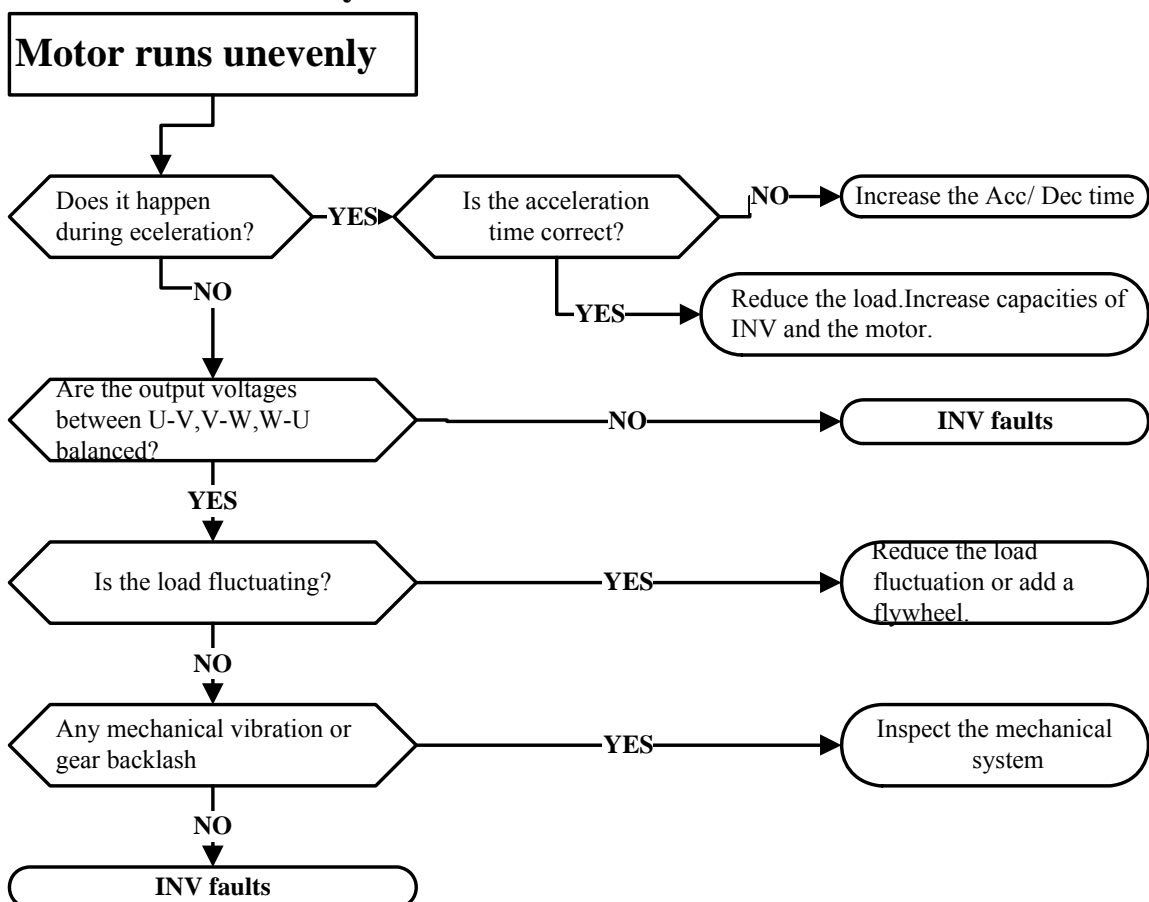 Motor runs unevenly
Does it happen
during eceleration?
YES
Is the acceleration
time correct?
NO
Increase the Acc/ Dec time
NO
YES
Reduce the load.Increase capacities of
INV and the motor.
Are the output voltages
between U-V,V-W,W-U
balanced?
NO
INV faults
YES
Is the load fluctuating?
YES
Reduce the load
fluctuation or add a
flywheel.
NO
Any mechanical vibration or
gear backlash
YES
Inspect the mechanical
system
NO
INV faults